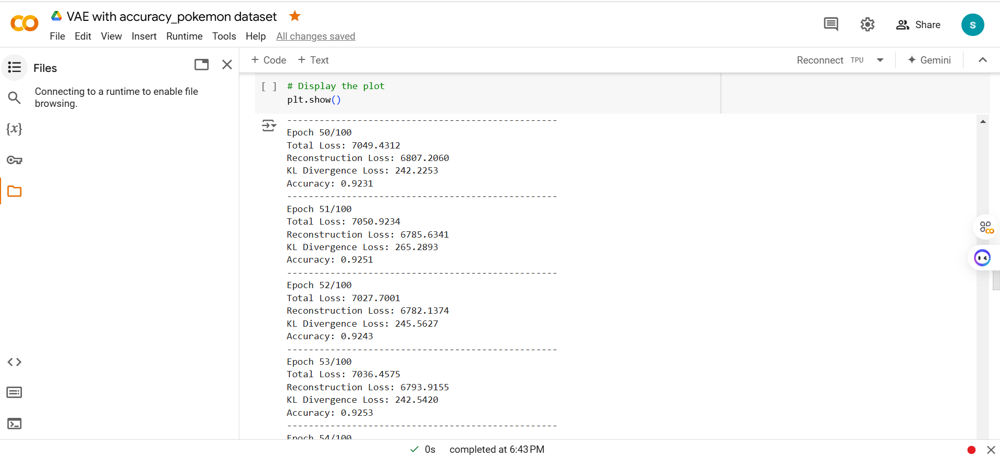 VAE with accuracy_pokemon dataset
File Edit View Insert Runtime Tools Help All changes saved
Share
S
Files
Connecting to a runtime to enable file
browsing.
{x}
+ Code + Text
Reconnect TPU
Gemini
[ ] # Display the plot
plt.show()
--------------------------------------------------
Epoch 50/100
Total Loss: 7049.4312
Reconstruction Loss: 6807.2060
KL Divergence Loss: 242.2253
Accuracy: 0.9231
--------------------------------------------------
Epoch 51/100
Total Loss: 7050.9234
Reconstruction Loss: 6785.6341
KL Divergence Loss: 265.2893
Accuracy: 0.9251
--------------------------------------------------
Epoch 52/100
Total Loss: 7027.7001
Reconstruction Loss: 6782.1374
KL Divergence Loss: 245.5627
Accuracy: 0.9243
--------------------------------------------------
Epoch 53/100
Total Loss: 7036.4575
Reconstruction Loss: 6793.9155
KL Divergence Loss: 242.5420
Accuracy: 0.9253
--------------------------------------------------
Epoch 54/100
0s completed at 6:43 PM